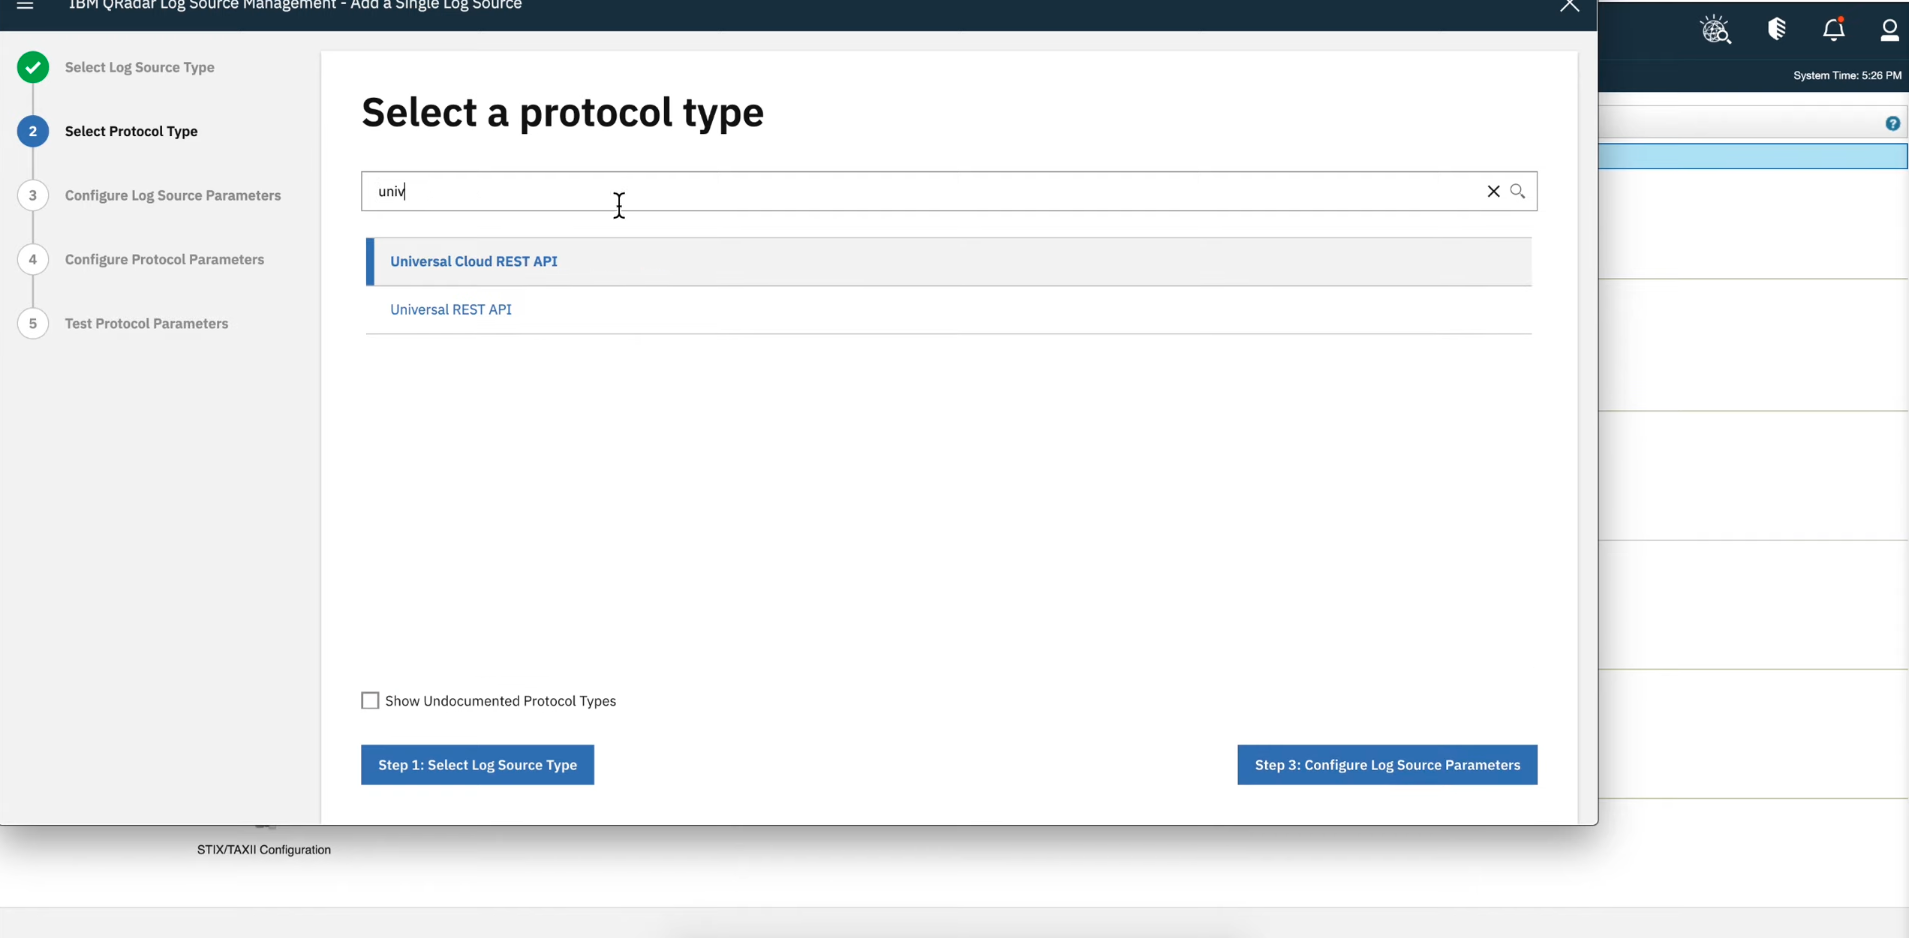 IBM QRadar Log Source Management - Add a Single Log Source
System Time: 5:26 PM
Select Log Source Type
2 Select Protocol Type
3 Configure Log Source Parameters
4 Configure Protocol Parameters
5 Test Protocol Parameters
Select a protocol type
univ
Universal Cloud REST API
Universal REST API
Show Undocumented Protocol Types
Step 1: Select Log Source Type
Step 3: Configure Log Source Parameters
?
STIX/TAXII Configuration